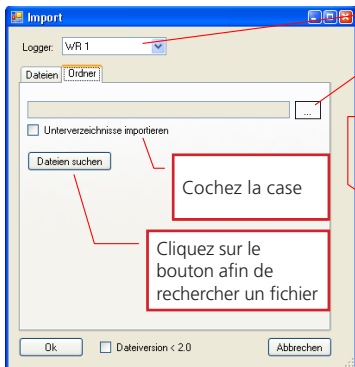 Import
Logger: WR 1
Dateien Ordner
...
Unterverzeichnisse importieren
Dateien suchen
Cochez la case
Cliquez sur le
bouton afin de
rechercher un fichier
Ok Dateiversion < 2.0 Abbrechen